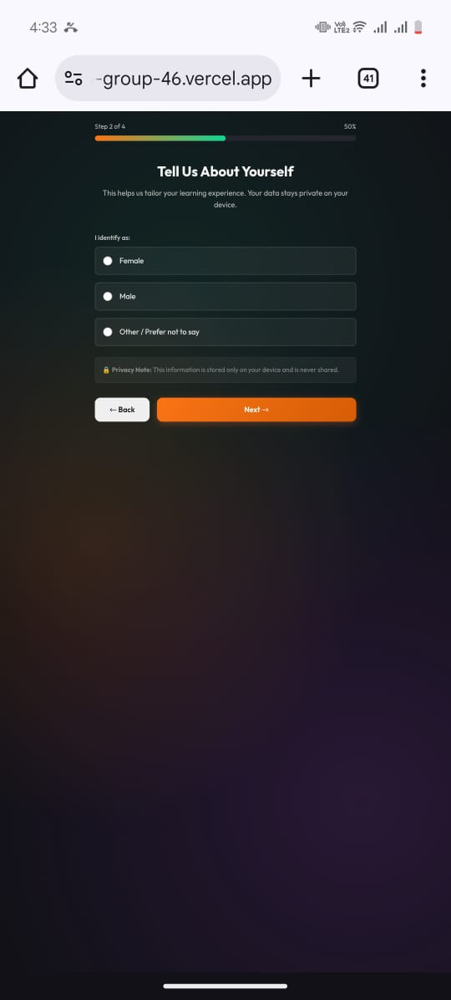 4:33
Vo)) LTE2
-group-46.vercel.app
41
Step 2 of 4
50%
Tell Us About Yourself
This helps us tailor your learning experience. Your data stays private on your
device.
I identify as:
Female
Male
Other / Prefer not to say
🔒 Privacy Note: This information is stored only on your device and is never shared.
← Back
Next →